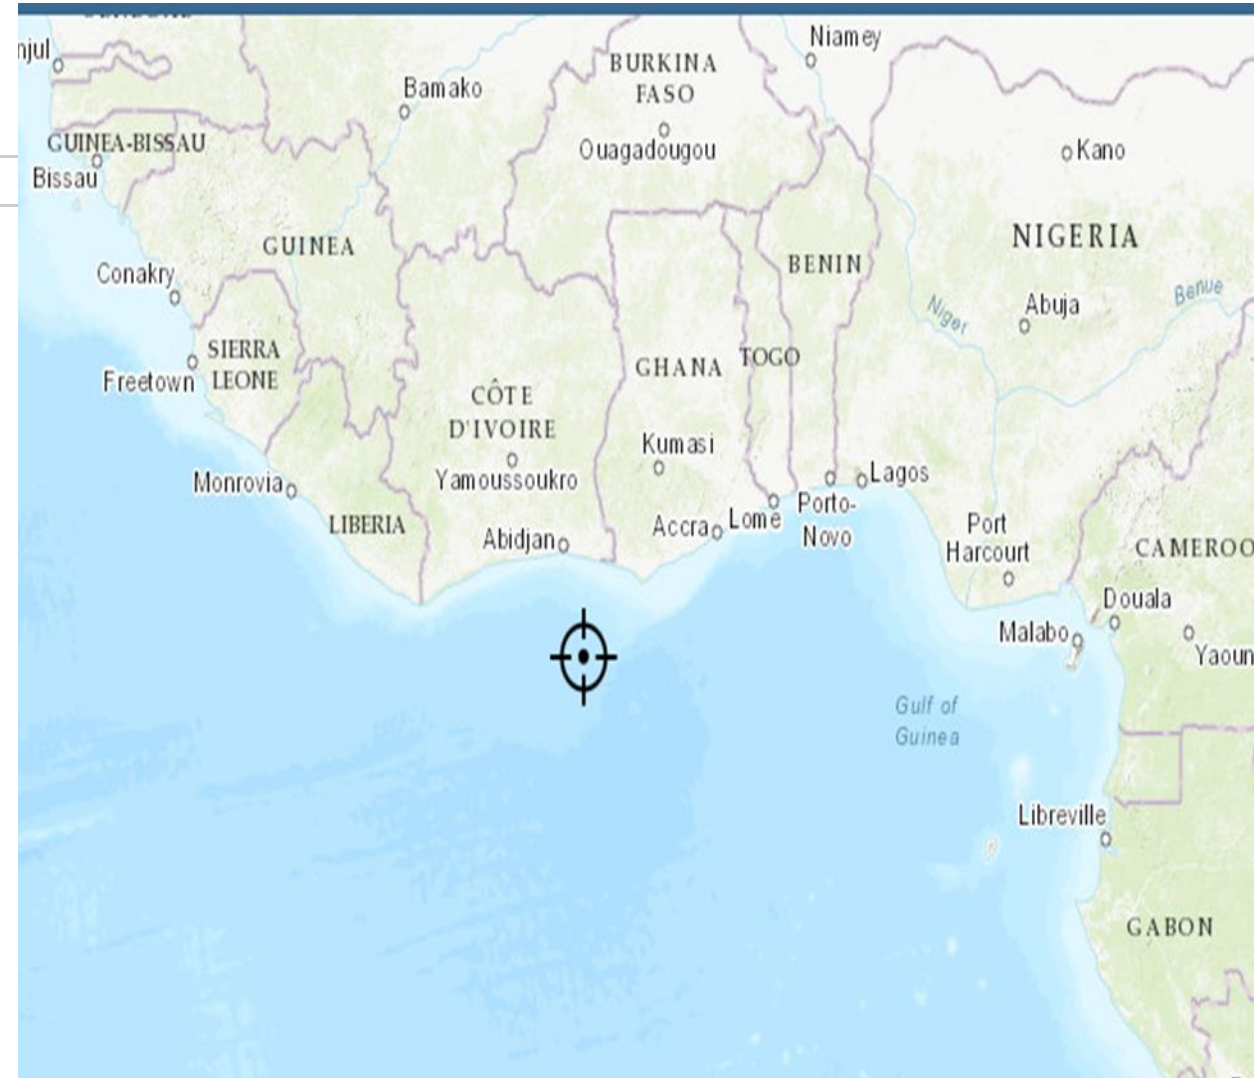 njul
Niamey
BURKINA
FASO
Bamako
Ouagadougou
Kano
GUINEA-BISSAU
Bissau
GUINEA
NIGERIA
BENIN
Conakry
Niger
Benue
Abuja
SIERRA
LEONE
Freetown
GHANA
TOGO
CÔTE
D'IVOIRE
Kumasi
Yamoussoukro
Lagos
Monrovia
LIBERIA
Abidjan
Accra
Lome
Porto-
Novo
Port
Harcourt
CAMEROO
Douala
Malabo
Yaoun
Gulf of
Guinea
Libreville
GABON